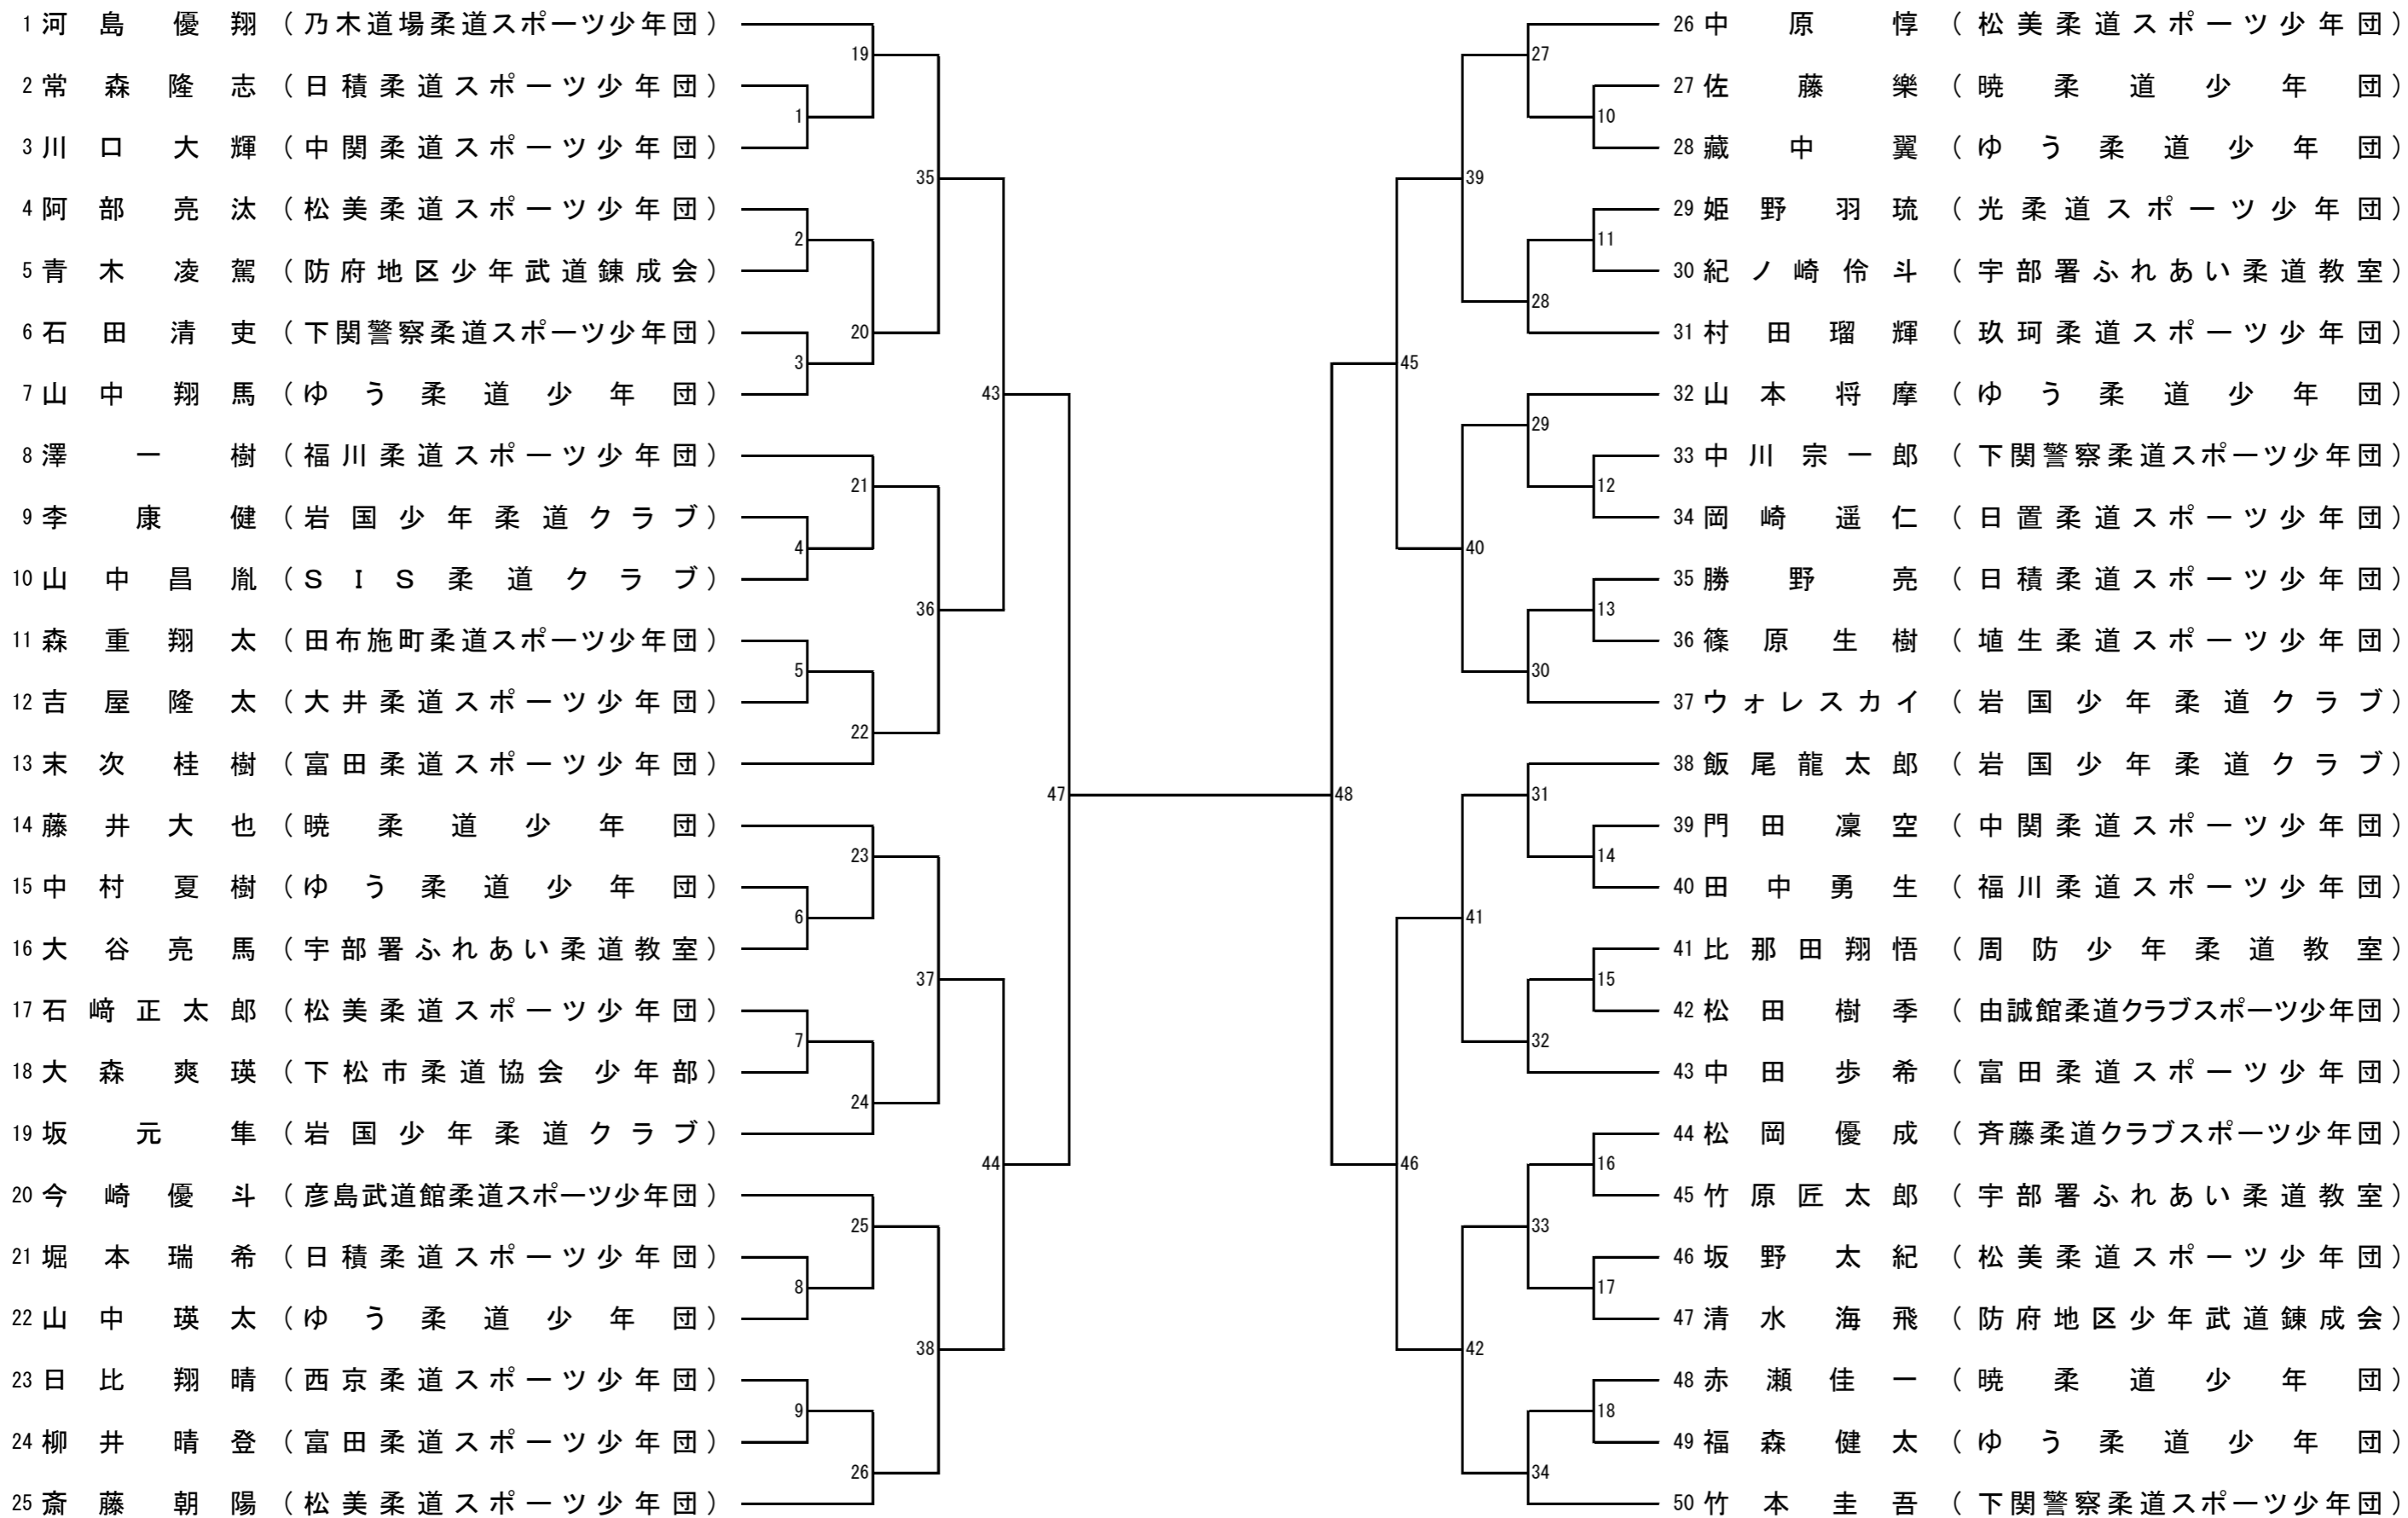 1 河島優翔 (乃木道場柔道スポーツ少年団)
2 常森隆志 (日積柔道スポーツ少年団)
3 川口大輝 (中関柔道スポーツ少年団)
4 阿部亮汰 (松美柔道スポーツ少年団)
5 青木凌駕 (防府地区少年武道錬成会)
6 石田清吏 (下関警察柔道スポーツ少年団)
7 山中翔馬 (ゆう柔道少年団)
8 澤一樹 (福川柔道スポーツ少年団)
9 李康健 (岩国少年柔道クラブ)
10 山中昌胤 (SIS柔道クラブ)
11 森重翔太 (田布施町柔道スポーツ少年団)
12 吉屋隆太 (大井柔道スポーツ少年団)
13 末次桂樹 (富田柔道スポーツ少年団)
14 藤井大也 (暁柔道少年団)
15 中村夏樹 (ゆう柔道少年団)
16 大谷亮馬 (宇部署ふれあい柔道教室)
17 石﨑正太郎 (松美柔道スポーツ少年団)
18 大森爽瑛 (下松市柔道協会 少年部)
19 坂元隼 (岩国少年柔道クラブ)
20 今崎優斗 (彦島武道館柔道スポーツ少年団)
21 堀本瑞希 (日積柔道スポーツ少年団)
22 山中瑛太 (ゆう柔道少年団)
23 日比翔晴 (西京柔道スポーツ少年団)
24 柳井晴登 (富田柔道スポーツ少年団)
25 斎藤朝陽 (松美柔道スポーツ少年団)
1
2
3
4
5
6
7
8
9
19
20
21
22
23
24
25
26
35
36
37
38
43
44
47
48
45
46
39
40
41
42
27
28
29
30
31
32
33
34
10
11
12
13
14
15
16
17
18
26 中原惇 (松美柔道スポーツ少年団)
27 佐藤樂 (暁柔道少年団)
28 藏中翼 (ゆう柔道少年団)
29 姫野羽琉 (光柔道スポーツ少年団)
30 紀ノ崎伶斗 (宇部署ふれあい柔道教室)
31 村田瑠輝 (玖珂柔道スポーツ少年団)
32 山本将摩 (ゆう柔道少年団)
33 中川宗一郎 (下関警察柔道スポーツ少年団)
34 岡崎遥仁 (日置柔道スポーツ少年団)
35 勝野亮 (日積柔道スポーツ少年団)
36 篠原生樹 (埴生柔道スポーツ少年団)
37 ウォレスカイ (岩国少年柔道クラブ)
38 飯尾龍太郎 (岩国少年柔道クラブ)
39 門田凜空 (中関柔道スポーツ少年団)
40 田中勇生 (福川柔道スポーツ少年団)
41 比那田翔悟 (周防少年柔道教室)
42 松田樹季 (由誠館柔道クラブスポーツ少年団)
43 中田歩希 (富田柔道スポーツ少年団)
44 松岡優成 (斉藤柔道クラブスポーツ少年団)
45 竹原匠太郎 (宇部署ふれあい柔道教室)
46 坂野太紀 (松美柔道スポーツ少年団)
47 清水海飛 (防府地区少年武道錬成会)
48 赤瀬佳一 (暁柔道少年団)
49 福森健太 (ゆう柔道少年団)
50 竹本圭吾 (下関警察柔道スポーツ少年団)